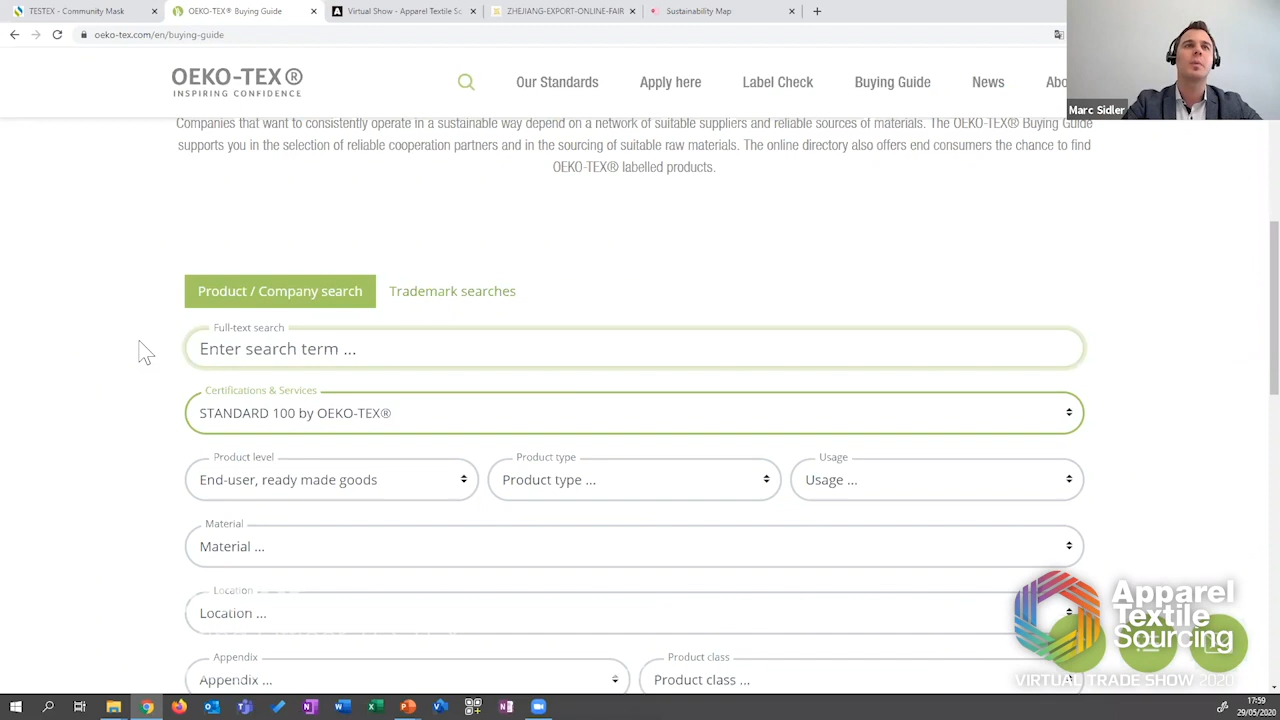 TESTEX - Community Mask
OEKO-TEX® Buying Guide
Virtual Show - Apparel Textile Sc
ZHEJIANG-EXPORT-ONLINE-FAIR
Sustainability Map
oeko-tex.com/en/buying-guide
OEKO-TEX®
INSPIRING CONFIDENCE
Our Standards
Apply here
Label Check
Buying Guide
News
Abo
Marc Sidler
Companies that want to consistently operate in a sustainable way depend on a network of suitable suppliers and reliable sources of materials. The OEKO-TEX® Buying Guide
supports you in the selection of reliable cooperation partners and in the sourcing of suitable raw materials. The online directory also offers end consumers the chance to find
OEKO-TEX® labelled products.
Product / Company search
Trademark searches
Full-text search
Enter search term ...
Certifications & Services
STANDARD 100 by OEKO-TEX®
Product level
Product type
Usage
End-user, ready made goods
Product type ...
Usage ...
Material
Material ...
Location
Location ...
Appendix
Product class
Appendix ...
Product class ...
Apparel
Textile
Sourcing
VIRTUAL TRADE SHOW 2020
17:59
29/05/2020